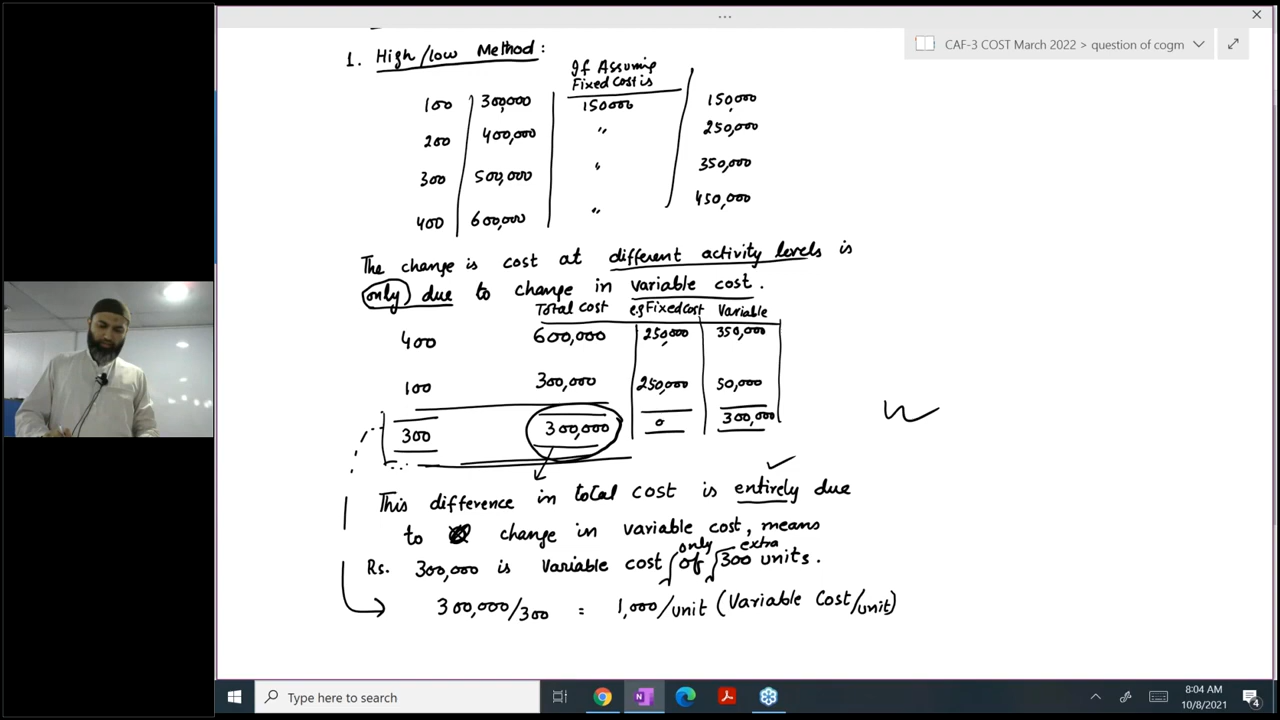 CAF-3 COST March 2022 > question of cogm
1. High/low Method:
If Assuming
Fixed Cost is
100 300,000 150000 150,000
200 400,000 " 250,000
300 500,000 " 350,000
400 600,000 " 450,000
The change is cost at different activity levels is
only due to change in variable cost.
Total Cost e.g Fixed Cost Variable
400 600,000 250,000 350,000
100 300,000 250,000 50,000
300 300,000 0 300,000
This difference in total cost is entirely due
to change in variable cost, means
only extra
Rs. 300,000 is variable cost of 300 units.
300,000/300 = 1,000/unit (Variable Cost/unit)
Type here to search
8:04 AM
10/8/2021
4